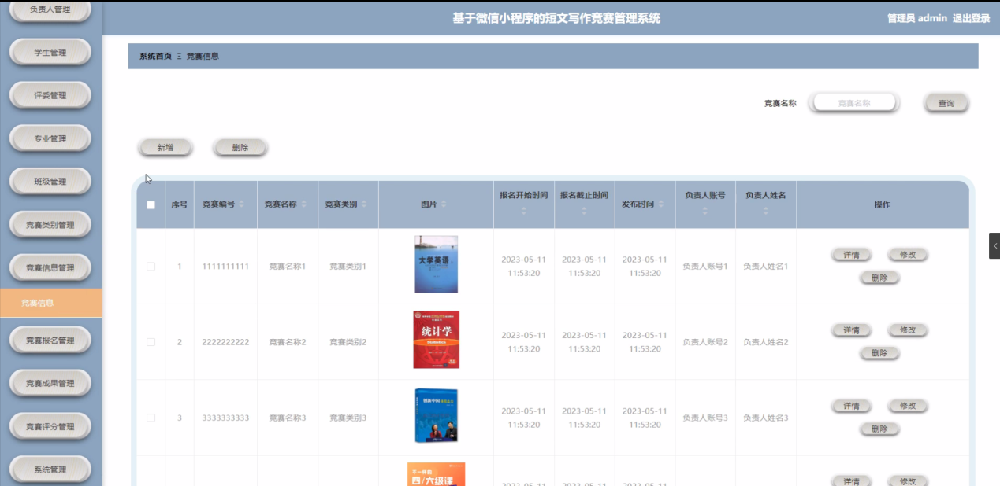 负责人管理
学生管理
评委管理
专业管理
班级管理
竞赛类别管理
竞赛信息管理
竞赛信息
竞赛报名管理
竞赛成果管理
竞赛评分管理
系统管理
基于微信小程序的短文写作竞赛管理系统
管理员 admin 退出登录
系统首页 Ξ 竞赛信息
竞赛名称 竞赛名称 查询
新增 删除
序号 竞赛编号 竞赛名称 竞赛类别 图片 报名开始时间 报名截止时间 发布时间 负责人账号 负责人姓名 操作
1 1111111111 竞赛名称1 竞赛类别1 大学英语 2023-05-11 11:53:20 2023-05-11 11:53:20 2023-05-11 11:53:20 负责人账号1 负责人姓名1 详情 修改 删除
2 2222222222 竞赛名称2 竞赛类别2 统计学 2023-05-11 11:53:20 2023-05-11 11:53:20 2023-05-11 11:53:20 负责人账号2 负责人姓名2 详情 修改 删除
3 3333333333 竞赛名称3 竞赛类别3 创新中国 2023-05-11 11:53:20 2023-05-11 11:53:20 2023-05-11 11:53:20 负责人账号3 负责人姓名3 详情 修改 删除
不一样的
四/六级课
2023-05-11 2023-05-11 2023-05-11 详情 修改